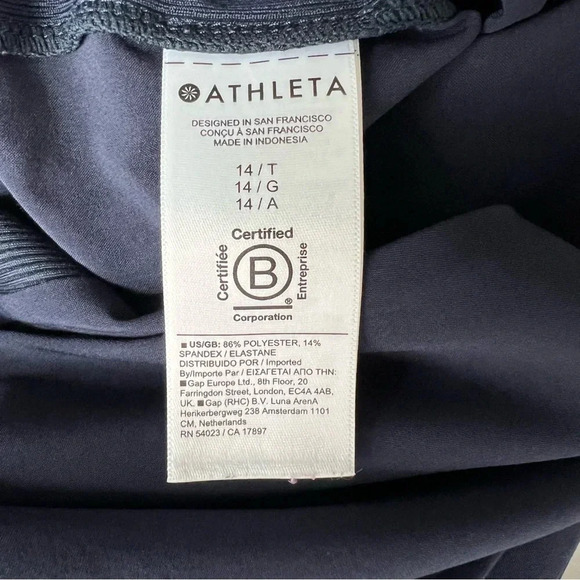 ATHLETA
DESIGNED IN SAN FRANCISCO
CONÇU À SAN FRANCISCO
MADE IN INDONESIA
14 / T
14 / G
14 / A
Certified
Certifiée
B
Entreprise
®
Corporation
US/GB: 86% POLYESTER, 14%
SPANDEX / ELASTANE
DISTRIBUIDO POR / Imported
By/Importe Par / ΕΙΣΑΓΕΤΑΙ ΑΠΟ ΤΗΝ:
Gap Europe Ltd., 8th Floor, 20
Farringdon Street, London, EC4A 4AB,
UK, Gap (RHC) B.V. Luna ArenA
Herikerbergweg 238 Amsterdam 1101
CM, Netherlands
RN 54023 / CA 17897